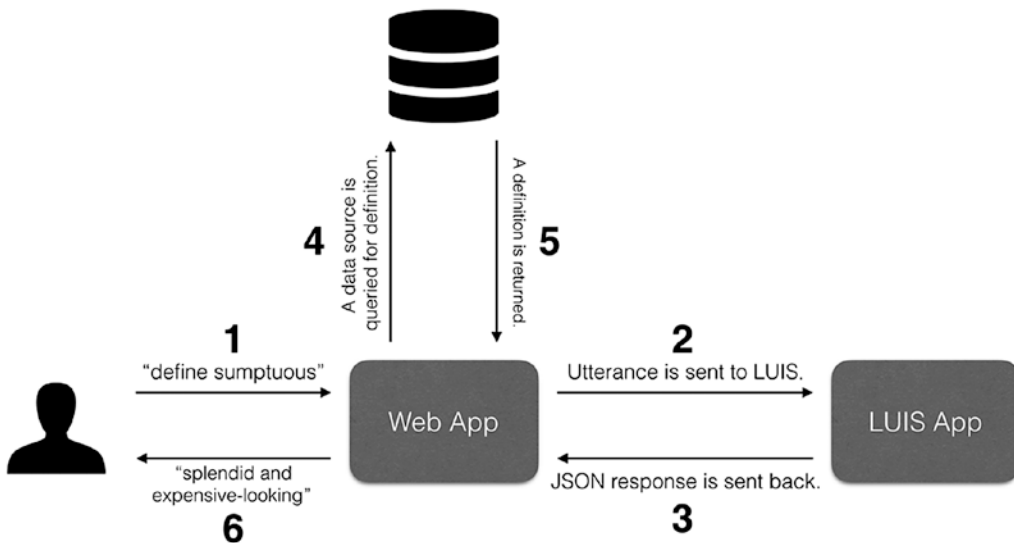 4
A data source is
queried for definition.
A definition is returned.
5
1
“define sumptuous”
2
Utterance is sent to LUIS.
Web App
LUIS App
“splendid and
expensive-looking”
6
JSON response is sent back.
3